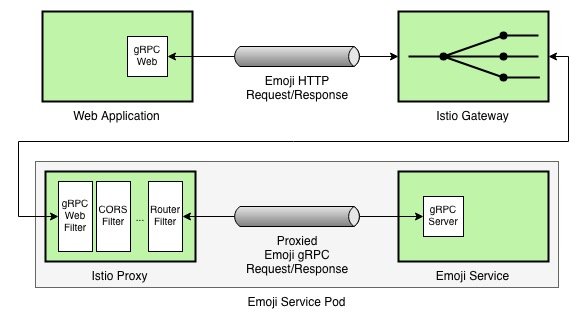 gRPC
Web
Emoji HTTP
Request/Response
Web Application
Istio Gateway
gRPC
Web
Filter
CORS
Filter
...
Router
Filter
gRPC
Server
Proxied
Emoji gRPC
Request/Response
Istio Proxy
Emoji Service
Emoji Service Pod